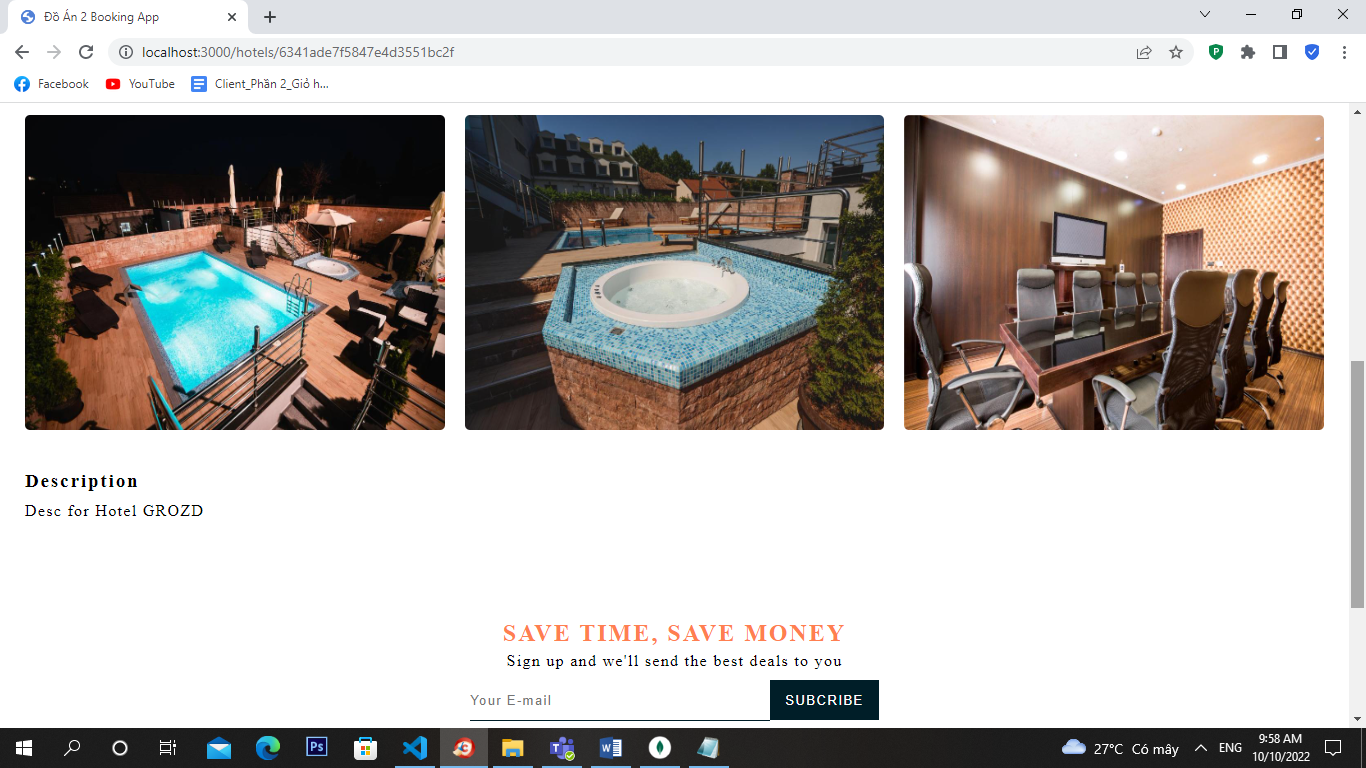 Đồ Án 2 Booking App
localhost:3000/hotels/6341ade7f5847e4d3551bc2f
Facebook
YouTube
Client_Phần 2_Giỏ h...
Description
Desc for Hotel GROZD
SAVE TIME, SAVE MONEY
Sign up and we'll send the best deals to you
Your E-mail
SUBCRIBE
Ps
27°C Có mây
ENG
9:58 AM
10/10/2022